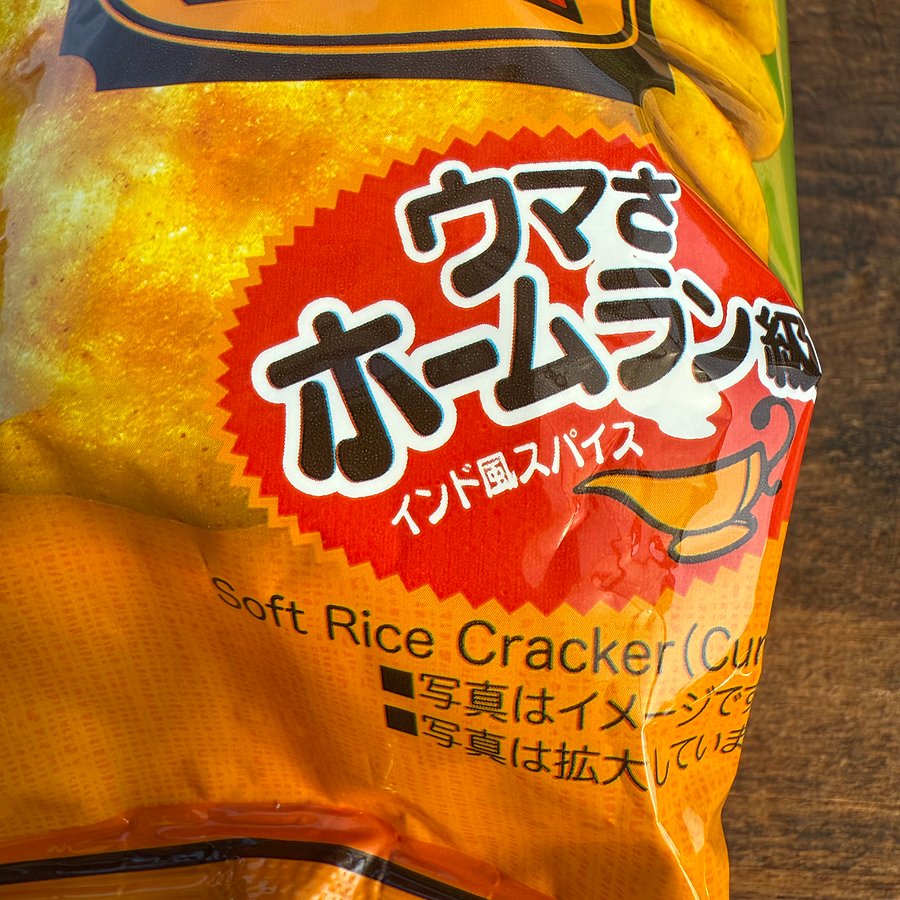 ウマさ
ホームラン級
インド風スパイス
Soft Rice Cracker(Cur
■写真はイメージです
■写真は拡大していま